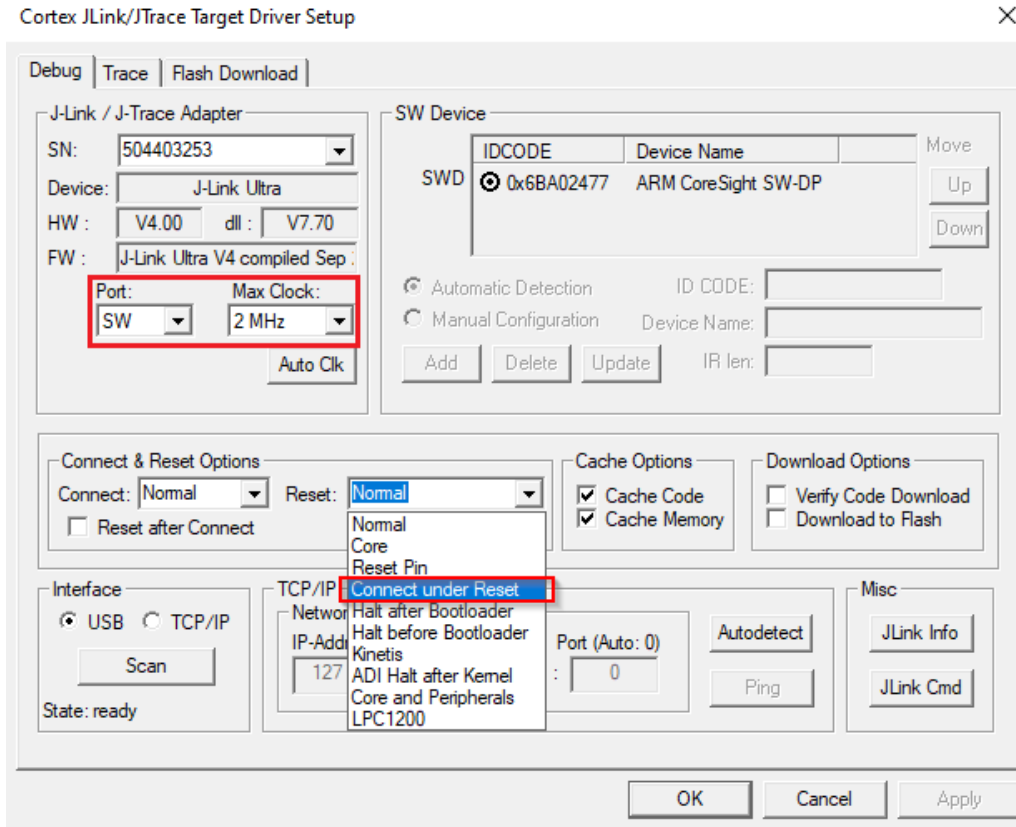 Cortex JLink/JTrace Target Driver Setup
Debug Trace Flash Download
J-Link / J-Trace Adapter
SN: 504403253
Device: J-Link Ultra
HW : V4.00 dll : V7.70
FW : J-Link Ultra V4 compiled Sep
Port: Max Clock:
SW 2 MHz
Auto Clk
SW Device
IDCODE Device Name Move
SWD 0x6BA02477 ARM CoreSight SW-DP Up
Down
Automatic Detection ID CODE:
Manual Configuration Device Name:
Add Delete Update IR len:
Connect & Reset Options
Connect: Normal Reset: Normal
Reset after Connect
Normal
Core
Reset Pin
Connect under Reset
Halt after Bootloader
Halt before Bootloader
Kinetis
ADI Halt after Kernel
Core and Peripherals
LPC1200
Cache Options
Cache Code
Cache Memory
Download Options
Verify Code Download
Download to Flash
Interface
USB TCP/IP
Scan
State: ready
TCP/IP
IP-Addr
Port (Auto: 0)
127 : 0
Autodetect
Ping
Misc
JLink Info
JLink Cmd
OK Cancel Apply